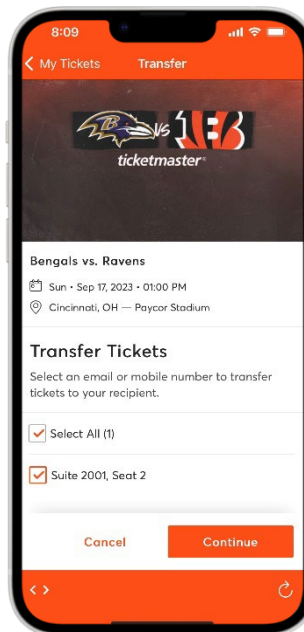 8:09
My Tickets Transfer
VS B
ticketmaster®
Bengals vs. Ravens
Sun • Sep 17, 2023 • 01:00 PM
Cincinnati, OH — Paycor Stadium
Transfer Tickets
Select an email or mobile number to transfer
tickets to your recipient.
Select All (1)
Suite 2001, Seat 2
Cancel Continue